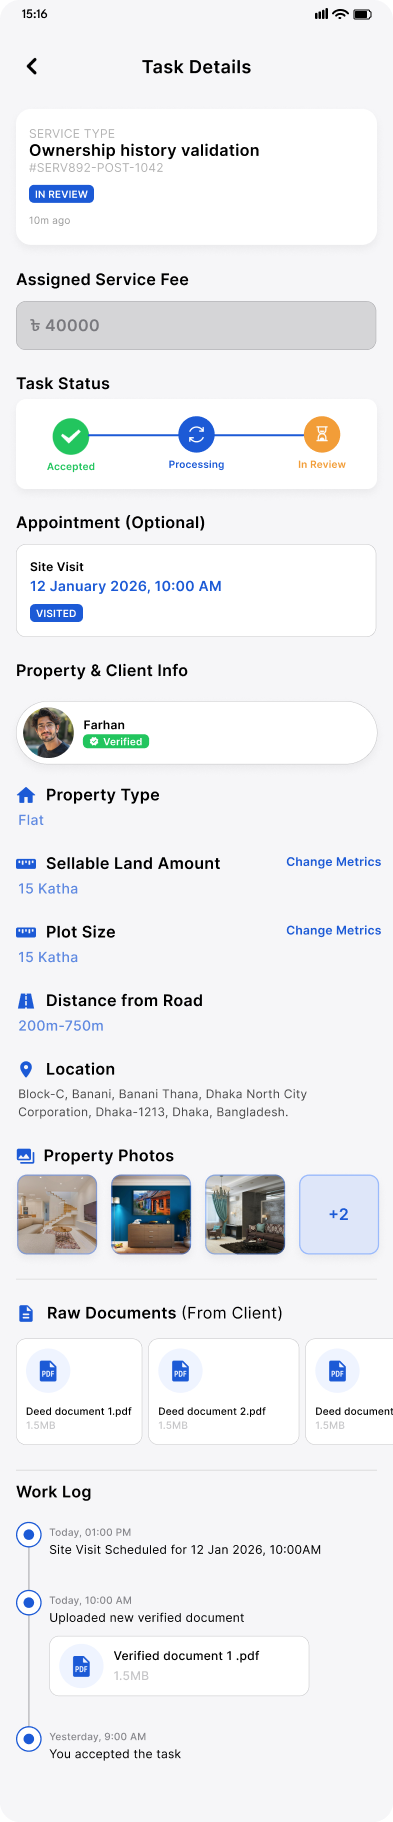 15:16
Task Details
SERVICE TYPE
Ownership history validation
#SERV892-POST-1042
IN REVIEW
10m ago
Assigned Service Fee
৳ 40000
Task Status
Accepted
Processing
In Review
Appointment (Optional)
Site Visit
12 January 2026, 10:00 AM
VISITED
Property & Client Info
Farhan
Verified
Property Type
Flat
Sellable Land Amount
Change Metrics
15 Katha
Plot Size
Change Metrics
15 Katha
Distance from Road
200m-750m
Location
Block-C, Banani, Banani Thana, Dhaka North City
Corporation, Dhaka-1213, Dhaka, Bangladesh.
Property Photos
+2
Raw Documents (From Client)
PDF
Deed document 1.pdf
1.5MB
PDF
Deed document 2.pdf
1.5MB
PDF
Deed document
1.5MB
Work Log
Today, 01:00 PM
Site Visit Scheduled for 12 Jan 2026, 10:00AM
Today, 10:00 AM
Uploaded new verified document
PDF
Verified document 1 .pdf
1.5MB
Yesterday, 9:00 AM
You accepted the task